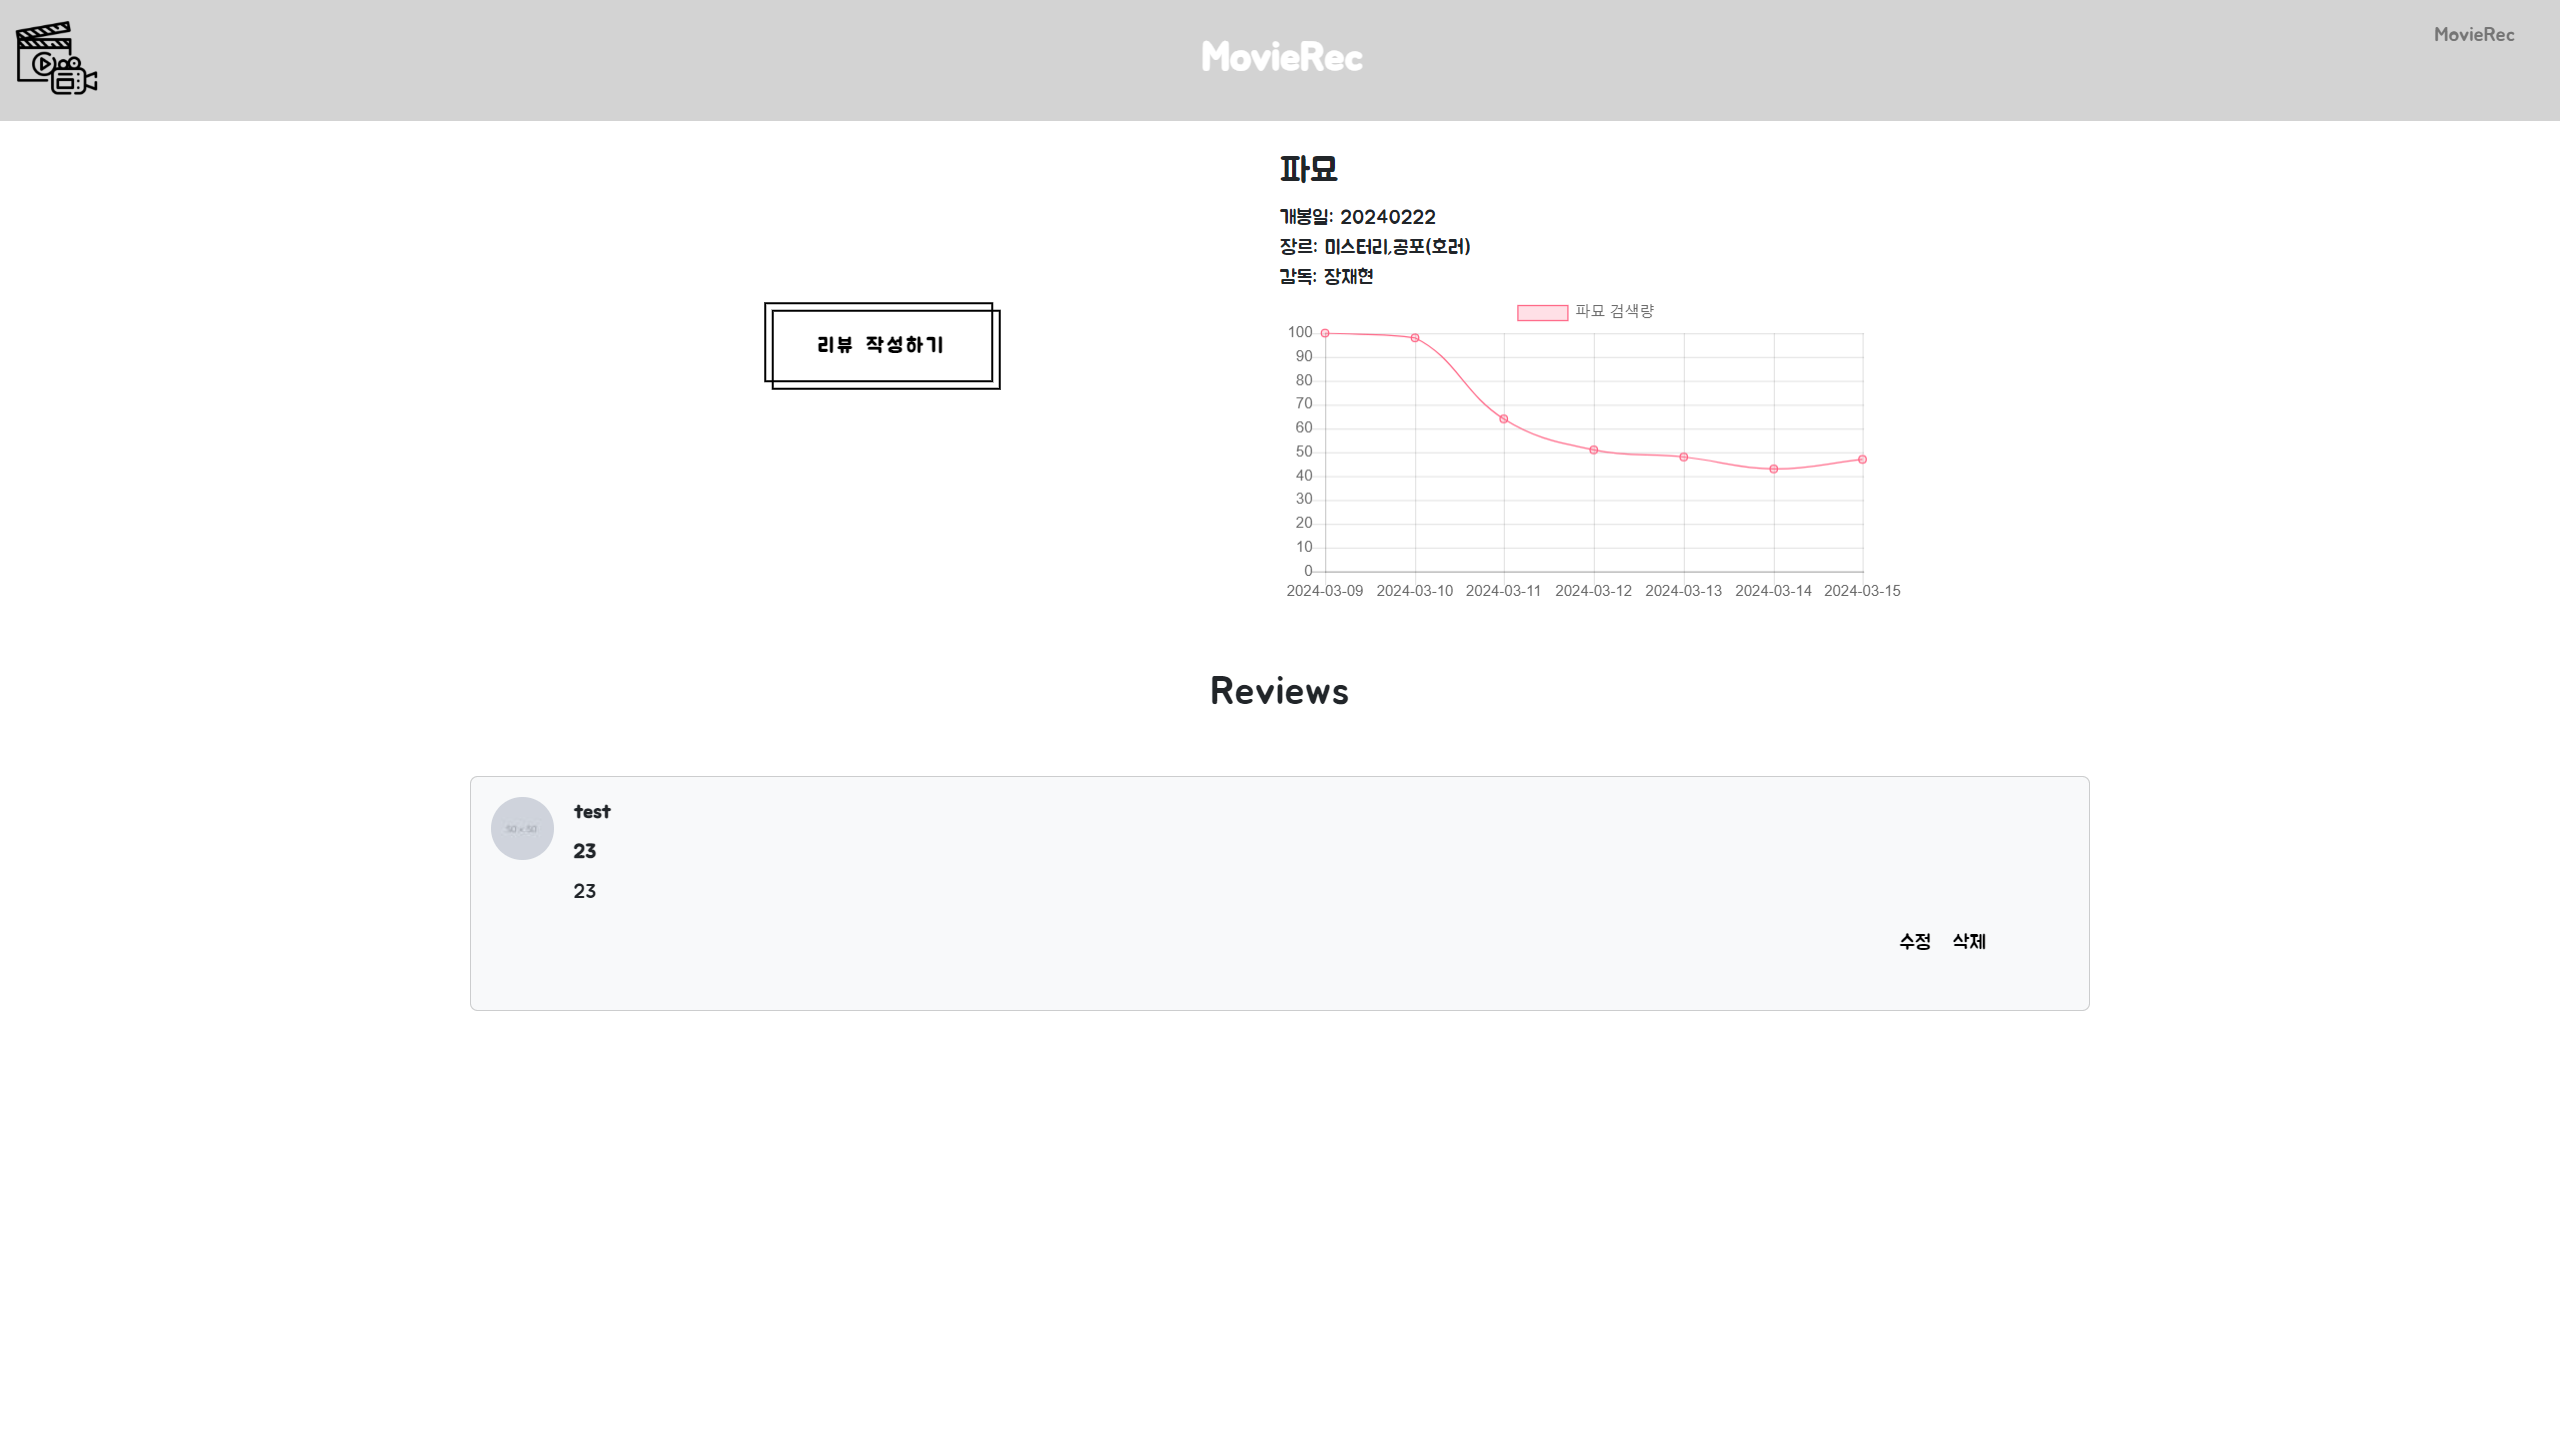 MovieRec
MovieRec
파묘
개봉일: 20240222
장르: 미스터리,공포(호러)
감독: 장재현
리뷰 작성하기
파묘 검색량
100
90
80
70
60
50
40
30
20
10
0
2024-03-09 2024-03-10 2024-03-11 2024-03-12 2024-03-13 2024-03-14 2024-03-15
Reviews
50 × 50
test
23
23
수정 삭제